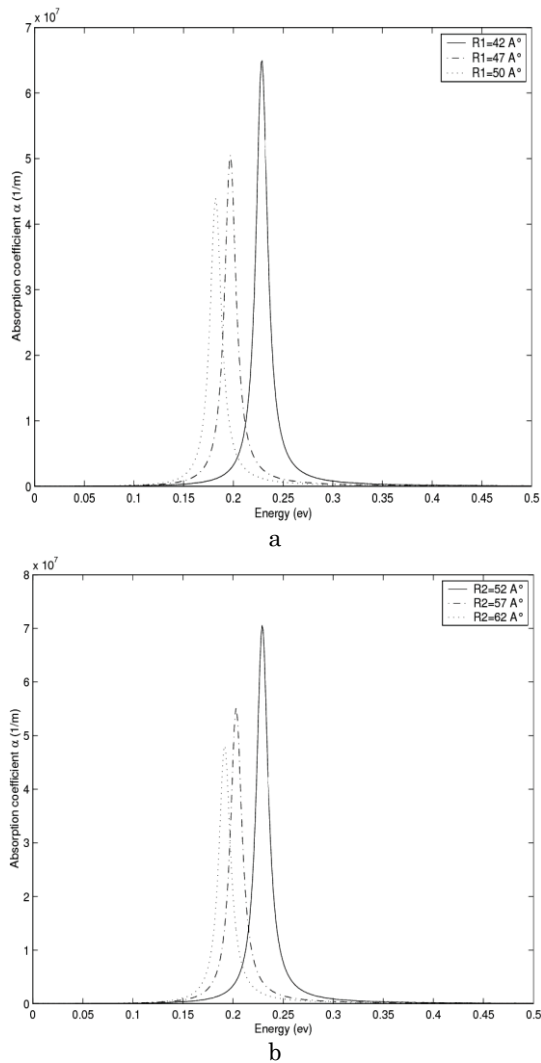 x 10⁷
7
6
5
4
3
2
1
0
Absorption coefficient α (1/m)
R1=42 A°
R1=47 A°
R1=50 A°
0 0.05 0.1 0.15 0.2 0.25 0.3 0.35 0.4 0.45 0.5
Energy (ev)
a
x 10⁷
8
7
6
5
4
3
2
1
0
Absorption coefficient α (1/m)
R2=52 A°
R2=57 A°
R2=62 A°
0 0.05 0.1 0.15 0.2 0.25 0.3 0.35 0.4 0.45 0.5
Energy (ev)
b